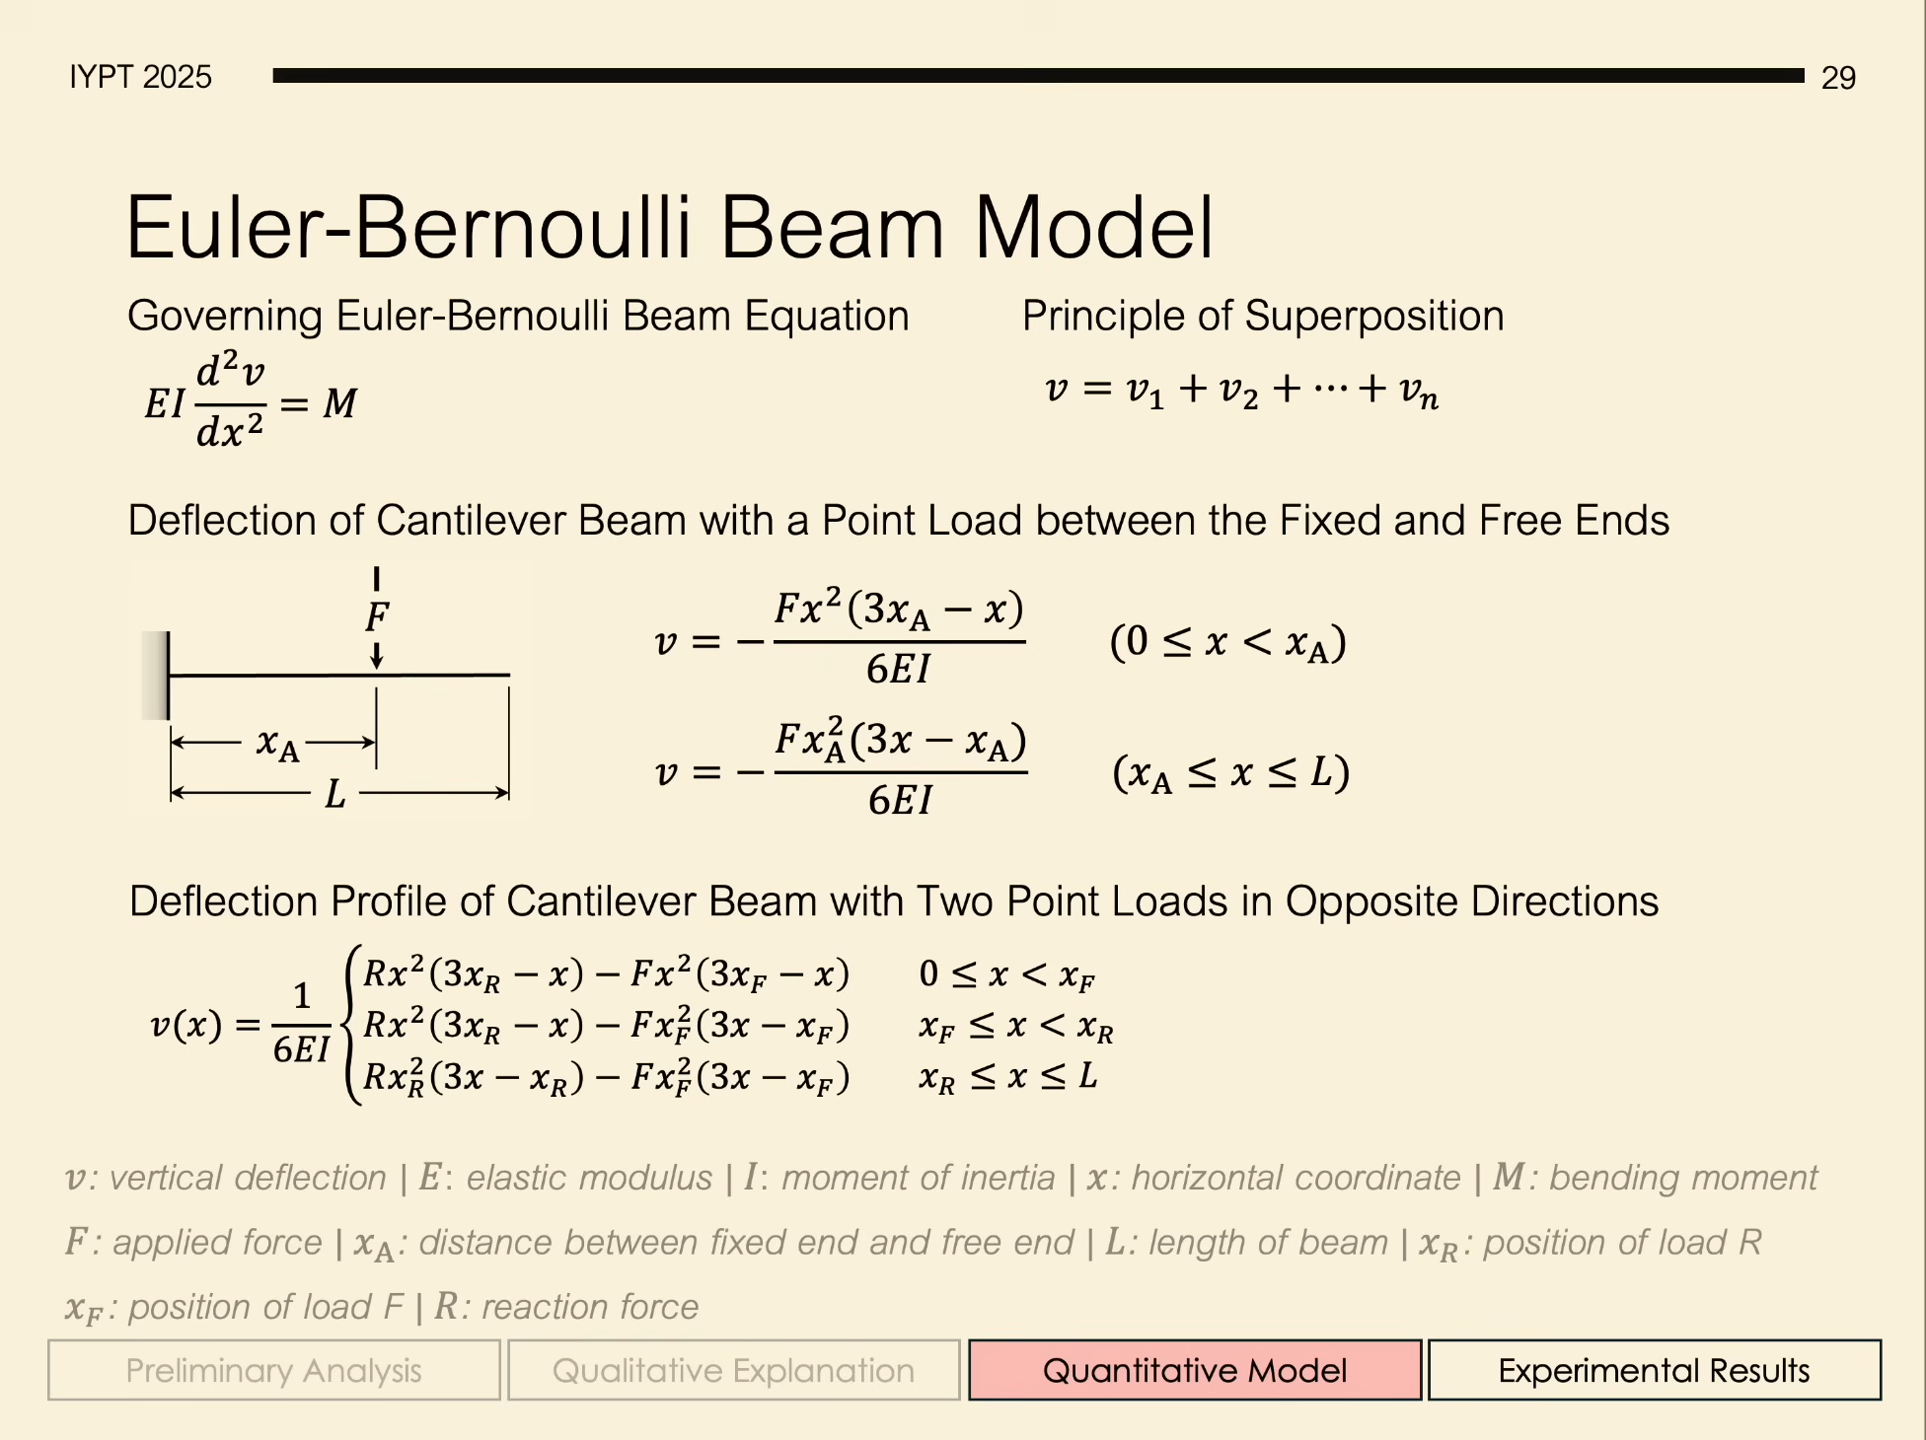 IYPT 2025
29
Euler-Bernoulli Beam Model
Governing Euler-Bernoulli Beam Equation
EI d²v/dx² = M
Principle of Superposition
v = v₁ + v₂ + ⋯ + vₙ
Deflection of Cantilever Beam with a Point Load between the Fixed and Free Ends
F
x_A
L
v = − Fx²(3x_A − x) / 6EI (0 ≤ x < x_A)
v = − Fx_A²(3x − x_A) / 6EI (x_A ≤ x ≤ L)
Deflection Profile of Cantilever Beam with Two Point Loads in Opposite Directions
v(x) = 1/6EI {
Rx²(3x_R − x) − Fx²(3x_F − x) 0 ≤ x < x_F
Rx²(3x_R − x) − Fx_F²(3x − x_F) x_F ≤ x < x_R
Rx_R²(3x − x_R) − Fx_F²(3x − x_F) x_R ≤ x ≤ L
v: vertical deflection | E: elastic modulus | I: moment of inertia | x: horizontal coordinate | M: bending moment
F: applied force | x_A: distance between fixed end and free end | L: length of beam | x_R: position of load R
x_F: position of load F | R: reaction force
Preliminary Analysis
Qualitative Explanation
Quantitative Model
Experimental Results